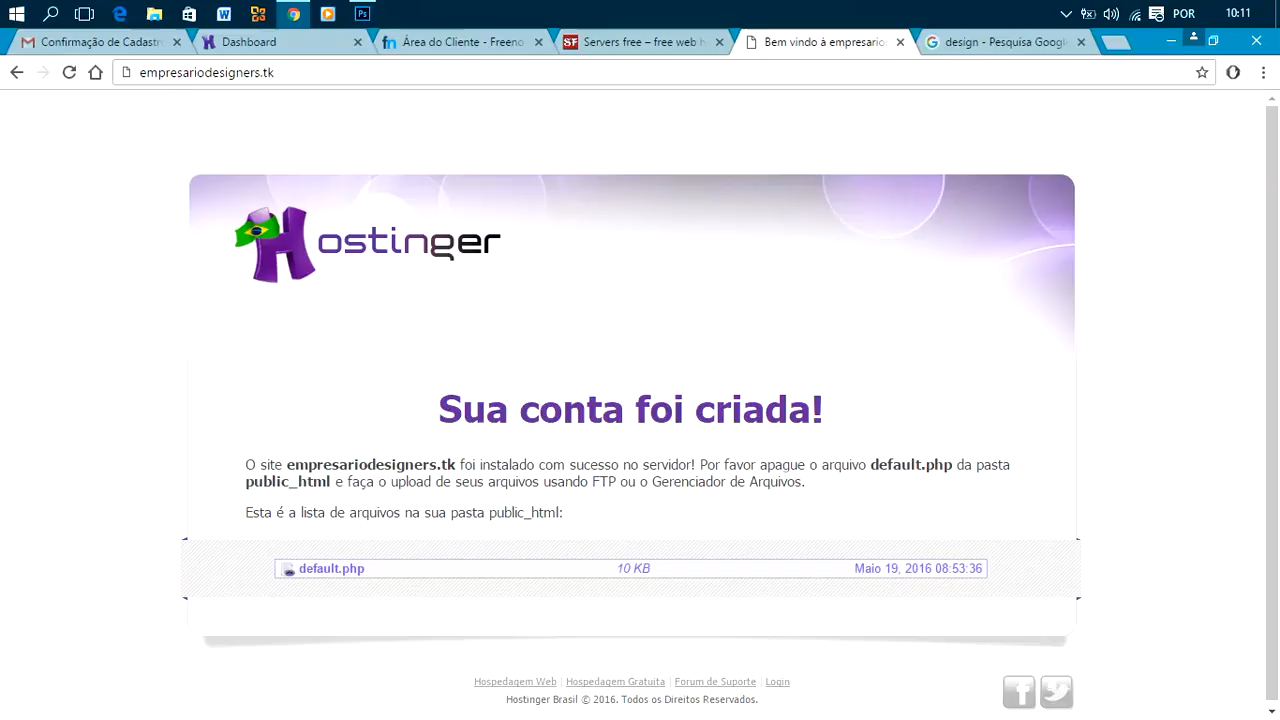 POR 10:11
Confirmação de Cadastr
Dashboard
Área do Cliente - Freeno
Servers free – free web h
Bem vindo à empresario
design - Pesquisa Googl
empresariodesigners.tk
Hostinger
Sua conta foi criada!
O site empresariodesigners.tk foi instalado com sucesso no servidor! Por favor apague o arquivo default.php da pasta
public_html e faça o upload de seus arquivos usando FTP ou o Gerenciador de Arquivos.
Esta é a lista de arquivos na sua pasta public_html:
default.php 10 KB Maio 19, 2016 08:53:36
Hospedagem Web | Hospedagem Gratuita | Forum de Suporte | Login
Hostinger Brasil © 2016. Todos os Direitos Reservados.